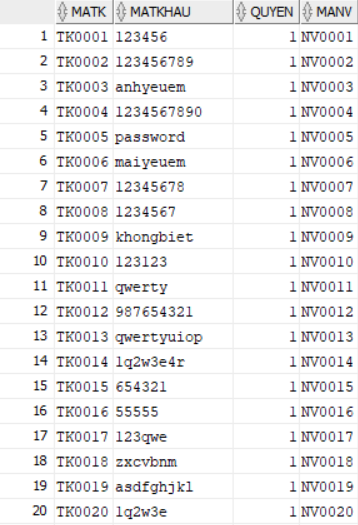 MATK MATKHAU QUYEN MANV
1 TK0001 123456 1 NV0001
2 TK0002 123456789 1 NV0002
3 TK0003 anhyeuem 1 NV0003
4 TK0004 1234567890 1 NV0004
5 TK0005 password 1 NV0005
6 TK0006 maiyeuem 1 NV0006
7 TK0007 12345678 1 NV0007
8 TK0008 1234567 1 NV0008
9 TK0009 khongbiet 1 NV0009
10 TK0010 123123 1 NV0010
11 TK0011 qwerty 1 NV0011
12 TK0012 987654321 1 NV0012
13 TK0013 qwertyuiop 1 NV0013
14 TK0014 1q2w3e4r 1 NV0014
15 TK0015 654321 1 NV0015
16 TK0016 55555 1 NV0016
17 TK0017 123qwe 1 NV0017
18 TK0018 zxcvbnm 1 NV0018
19 TK0019 asdfghjkl 1 NV0019
20 TK0020 1q2w3e 1 NV0020